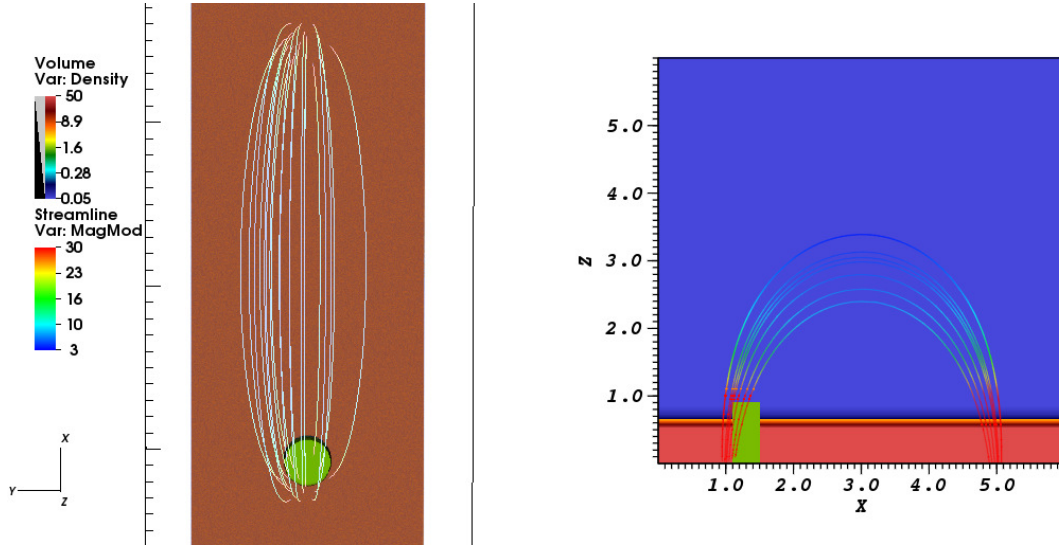 Volume
Var: Density
50
8.9
1.6
0.28
0.05
Streamline
Var: MagMod
30
23
16
10
3
X
Y
Z
5.0
4.0
3.0
2.0
1.0
Z
1.0 2.0 3.0 4.0 5.0
X